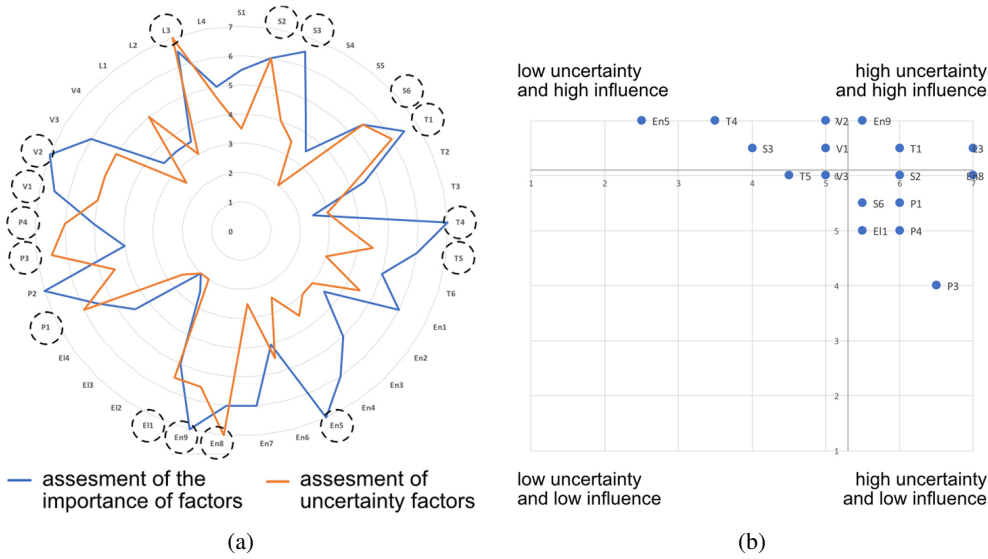 S1
S2
S3
S4
S5
S6
T1
T2
T3
T4
T5
T6
En1
En2
En3
En4
En5
En6
En7
En8
En9
El1
El2
El3
El4
P1
P2
P3
P4
V1
V2
V3
V4
L1
L2
L3
L4
7
6
5
4
3
2
1
0
assesment of the
importance of factors
assesment of
uncertainty factors
(a)
low uncertainty
and high influence
high uncertainty
and high influence
En5
T4
V2
En9
S3
V1
T1
L3
1
2
3
4
5
6
7
T5
V3
6
S2
En8
S6
P1
5
El1
P4
4
P3
3
2
1
low uncertainty
and low influence
high uncertainty
and low influence
(b)